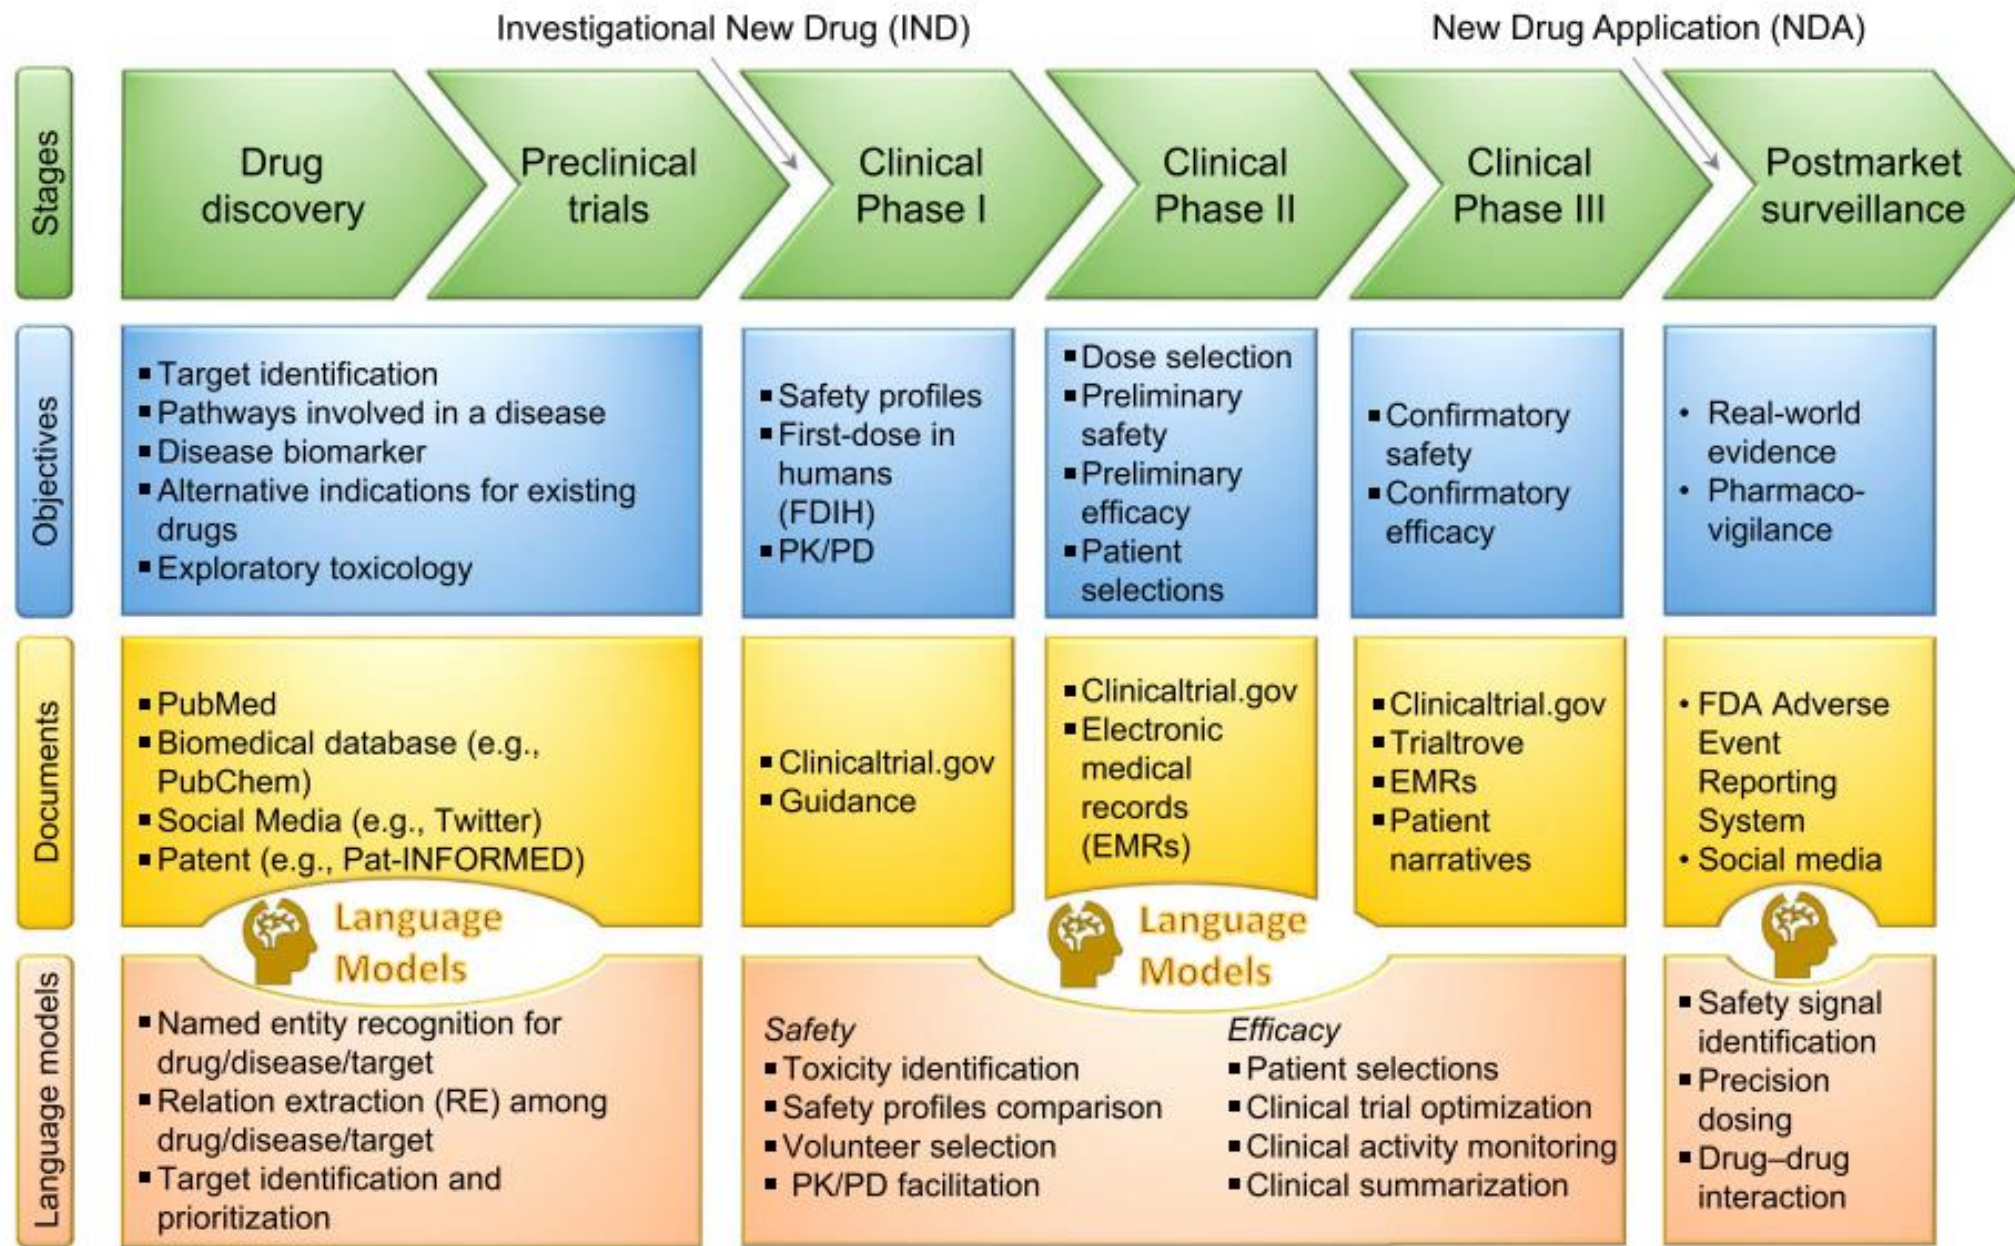 Investigational New Drug (IND)
New Drug Application (NDA)
Stages
Drug
discovery
Preclinical
trials
Clinical
Phase I
Clinical
Phase II
Clinical
Phase III
Postmarket
surveillance
Objectives
▪ Target identification
▪ Pathways involved in a disease
▪ Disease biomarker
▪ Alternative indications for existing
drugs
▪ Exploratory toxicology
▪ Safety profiles
▪ First-dose in
humans
(FDIH)
▪ PK/PD
▪ Dose selection
▪ Preliminary
safety
▪ Preliminary
efficacy
▪ Patient
selections
▪ Confirmatory
safety
▪ Confirmatory
efficacy
• Real-world
evidence
• Pharmaco-
vigilance
Documents
▪ PubMed
▪ Biomedical database (e.g.,
PubChem)
▪ Social Media (e.g., Twitter)
▪ Patent (e.g., Pat-INFORMED)
▪ Clinicaltrial.gov
▪ Guidance
▪ Clinicaltrial.gov
▪ Electronic
medical
records
(EMRs)
▪ Clinicaltrial.gov
▪ Trialtrove
▪ EMRs
▪ Patient
narratives
• FDA Adverse
Event
Reporting
System
• Social media
Language
Models
Language
Models
Language models
▪ Named entity recognition for
drug/disease/target
▪ Relation extraction (RE) among
drug/disease/target
▪ Target identification and
prioritization
Safety
▪ Toxicity identification
▪ Safety profiles comparison
▪ Volunteer selection
▪ PK/PD facilitation
Efficacy
▪ Patient selections
▪ Clinical trial optimization
▪ Clinical activity monitoring
▪ Clinical summarization
▪ Safety signal
identification
▪ Precision
dosing
▪ Drug–drug
interaction